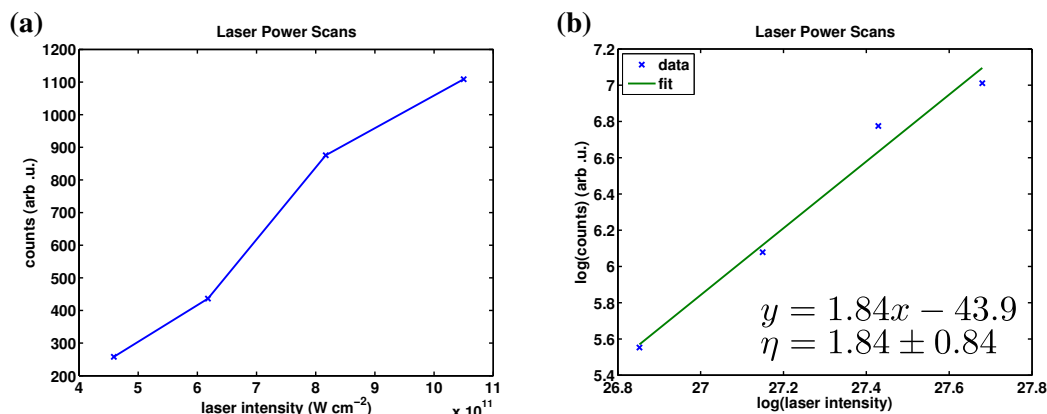 (a)
Laser Power Scans
1200
1100
1000
900
800
700
600
500
400
300
200
4 5 6 7 8 9 10 11
x 10^11
counts (arb .u.)
laser intensity (W cm−2)
(b)
Laser Power Scans
data
fit
7.2
7
6.8
6.6
6.4
6.2
6
5.8
5.6
5.4
26.8 27 27.2 27.4 27.6 27.8
log(counts) (arb .u.)
log(laser intensity)
y = 1.84x − 43.9
η = 1.84 ± 0.84